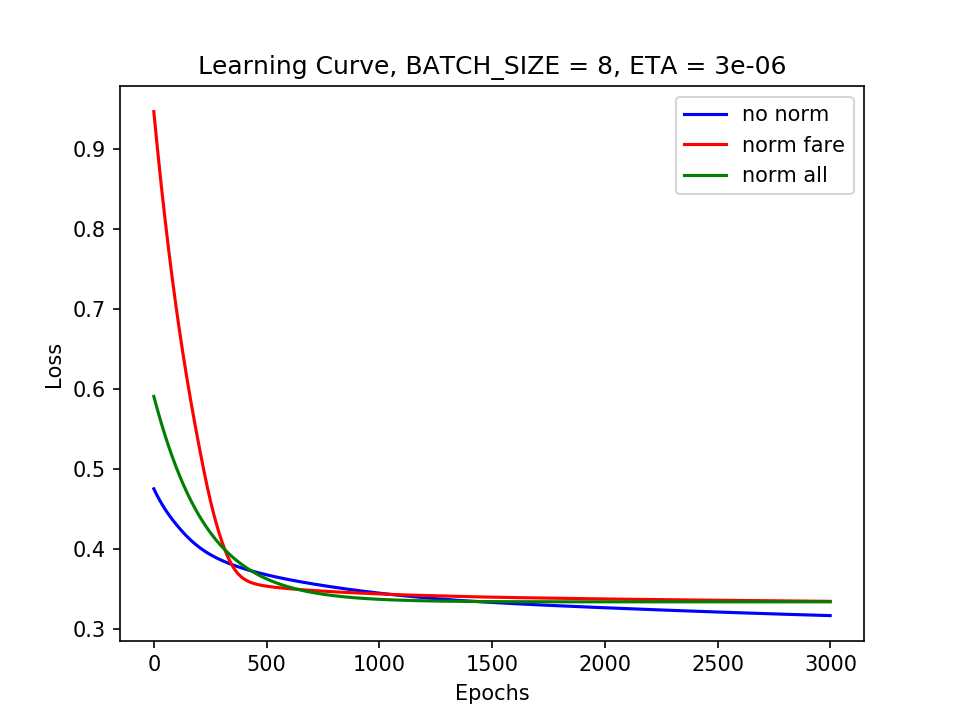 Learning Curve, BATCH_SIZE = 8, ETA = 3e-06
no norm
norm fare
norm all
Loss
0.9
0.8
0.7
0.6
0.5
0.4
0.3
0 500 1000 1500 2000 2500 3000
Epochs